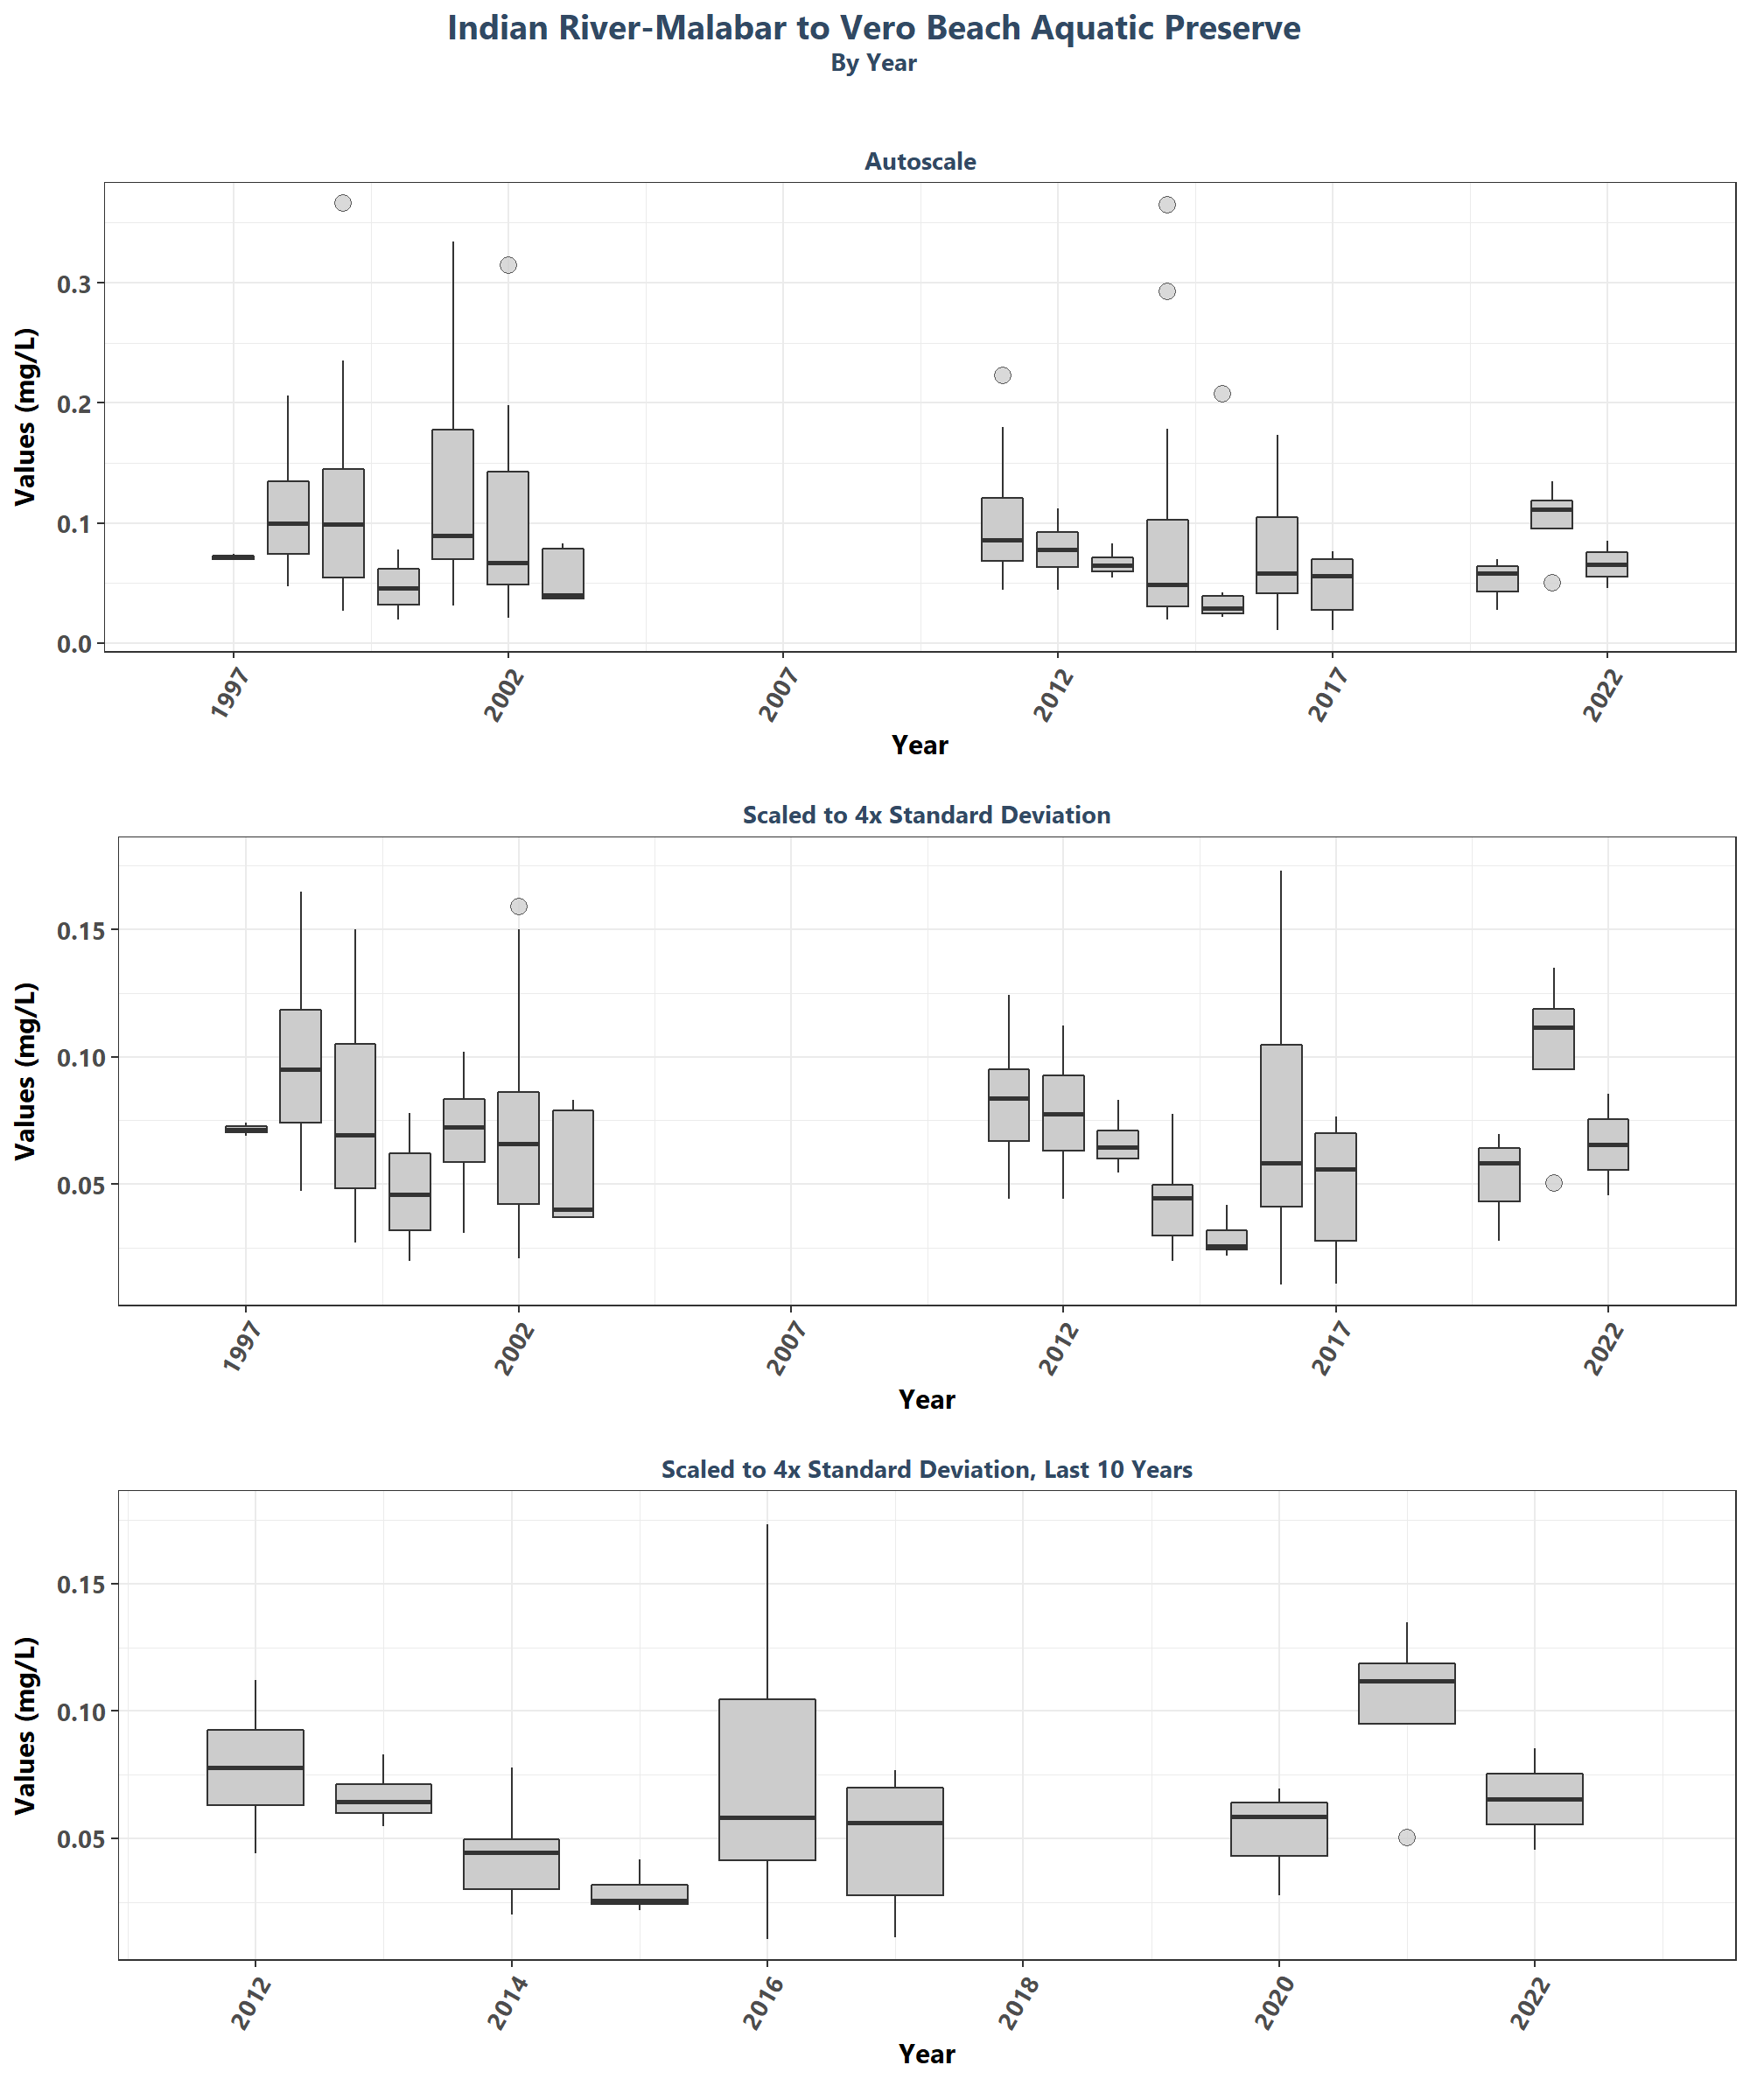 Indian River-Malabar to Vero Beach Aquatic Preserve
By Year
Autoscale
Values (mg/L)
0.3
0.2
0.1
0.0
1997 2002 2007 2012 2017 2022
Year
Scaled to 4x Standard Deviation
Values (mg/L)
0.15
0.10
0.05
1997 2002 2007 2012 2017 2022
Year
Scaled to 4x Standard Deviation, Last 10 Years
Values (mg/L)
0.15
0.10
0.05
2012 2014 2016 2018 2020 2022
Year